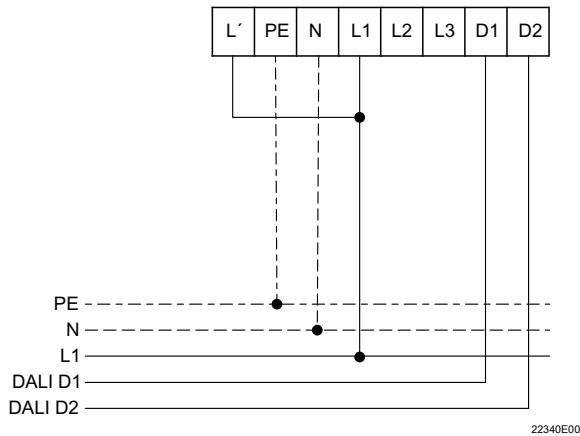 L´ PE N L1 L2 L3 D1 D2
PE
N
L1
DALI D1
DALI D2
22340E00